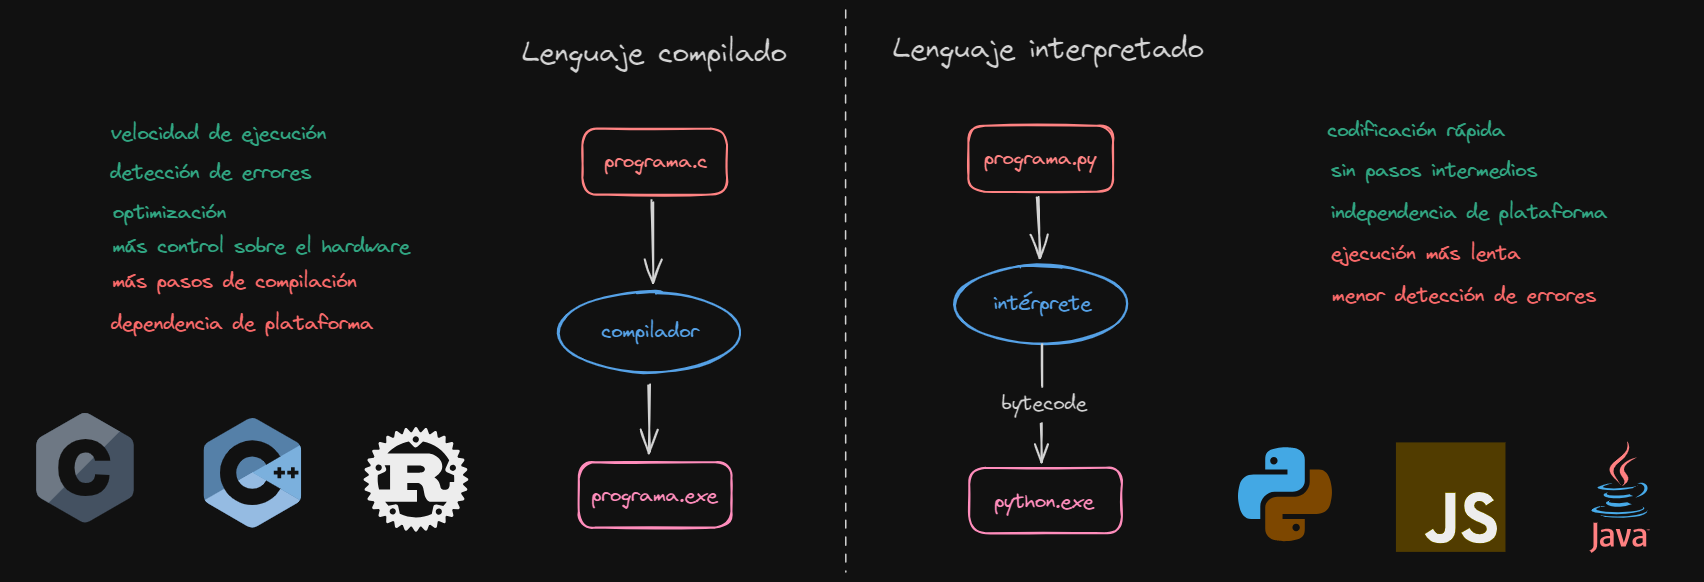 Lenguaje compilado
velocidad de ejecución
detección de errores
optimización
más control sobre el hardware
más pasos de compilación
dependencia de plataforma
programa.c
compilador
programa.exe
C
C++
R
Lenguaje interpretado
programa.py
intérprete
bytecode
python.exe
codificación rápida
sin pasos intermedios
independencia de plataforma
ejecución más lenta
menor detección de errores
JS
Java